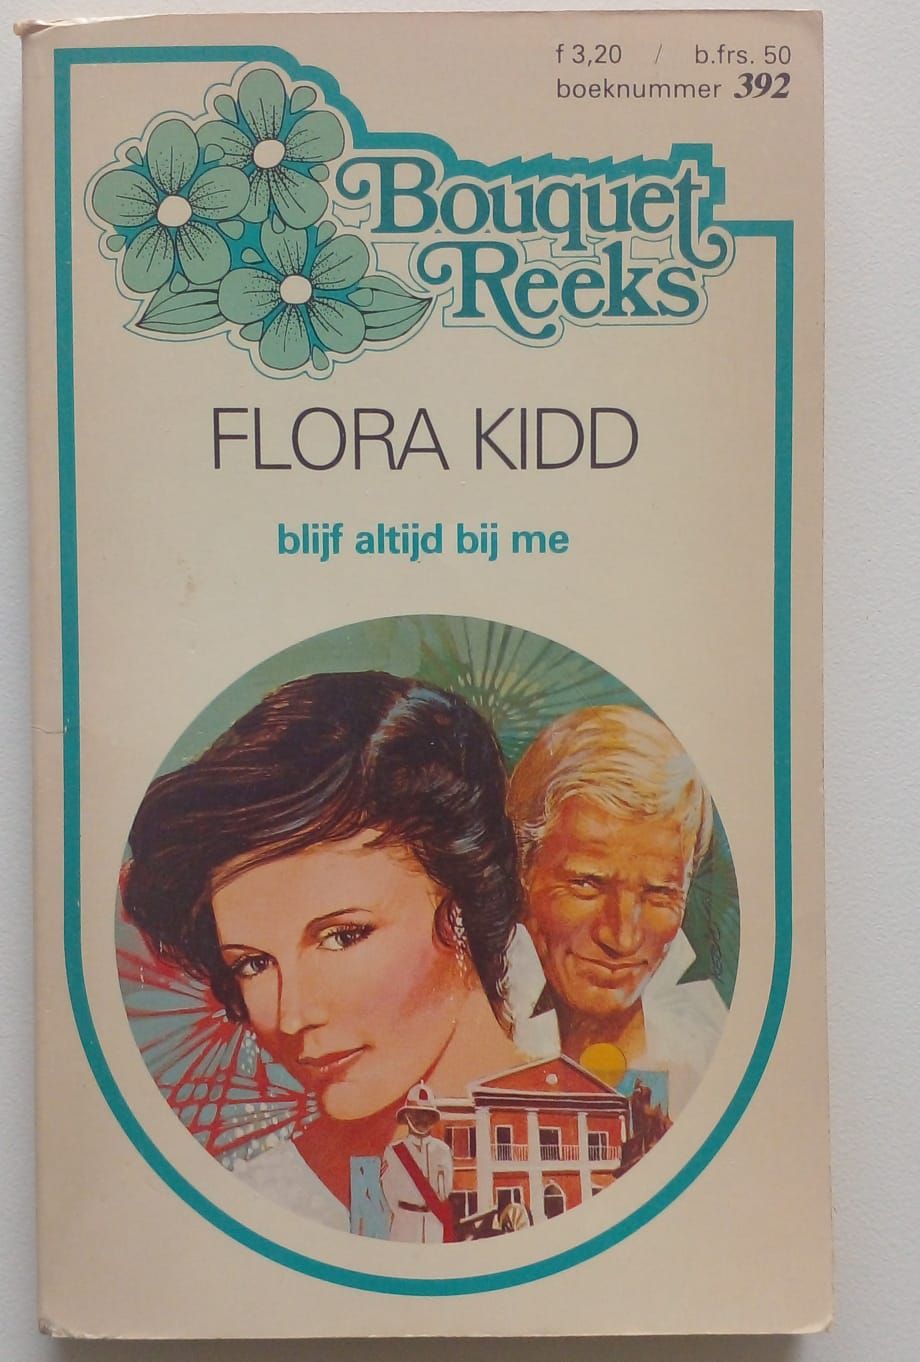 f 3,20 / b.frs. 50
boeknummer 392
Bouquet
Reeks
FLORA KIDD
blijf altijd bij me